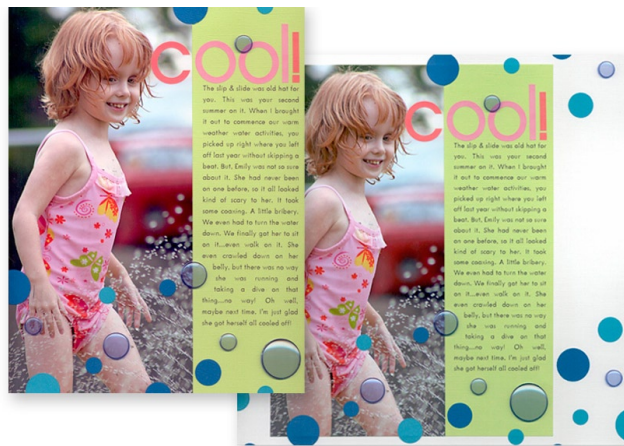 cool!
The slip & slide was old hat for
you. This was your second
summer on it. When I brought
it out to commence our warm
weather water activities, you
picked up right where you left
off last year without skipping a
beat. But, Emily was not so sure
about it. She had never been
on one before, so it all looked
kind of scary to her. It took
some coaxing. A little bribery.
We even had to turn the water
down. We finally got her to sit
on it...even walk on it. She
even crawled down on her
belly, but there was no way
she was running and
taking a dive on that
thing...no way! Oh well,
maybe next time. I'm just glad
she got herself all cooled off!
cool!
The slip & slide was old hat for
you. This was your second
summer on it. When I brought
it out to commence our warm
weather water activities, you
picked up right where you left
off last year without skipping a
beat. But, Emily was not so sure
about it. She had never been
on one before, so it all looked
kind of scary to her. It took
some coaxing. A little bribery.
We even had to turn the water
down. We finally got her to sit
on it...even walk on it. She
even crawled down on her
belly, but there was no way
she was running and
taking a dive on that
thing...no way! Oh well,
maybe next time. I'm just glad
she got herself all cooled off!